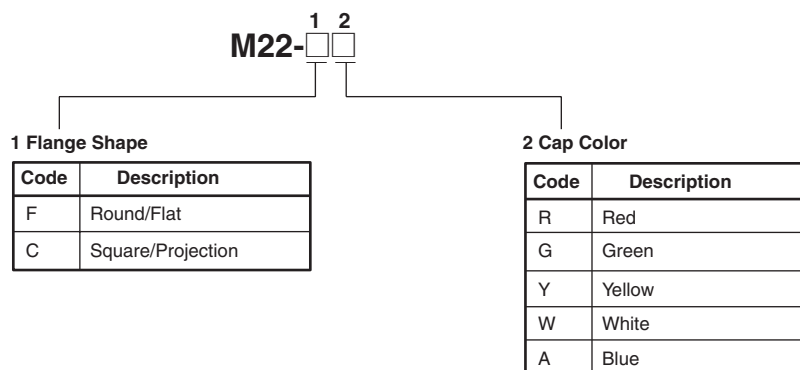 1 2
M22-□□
1 Flange Shape
Code Description
F Round/Flat
C Square/Projection
2 Cap Color
Code Description
R Red
G Green
Y Yellow
W White
A Blue